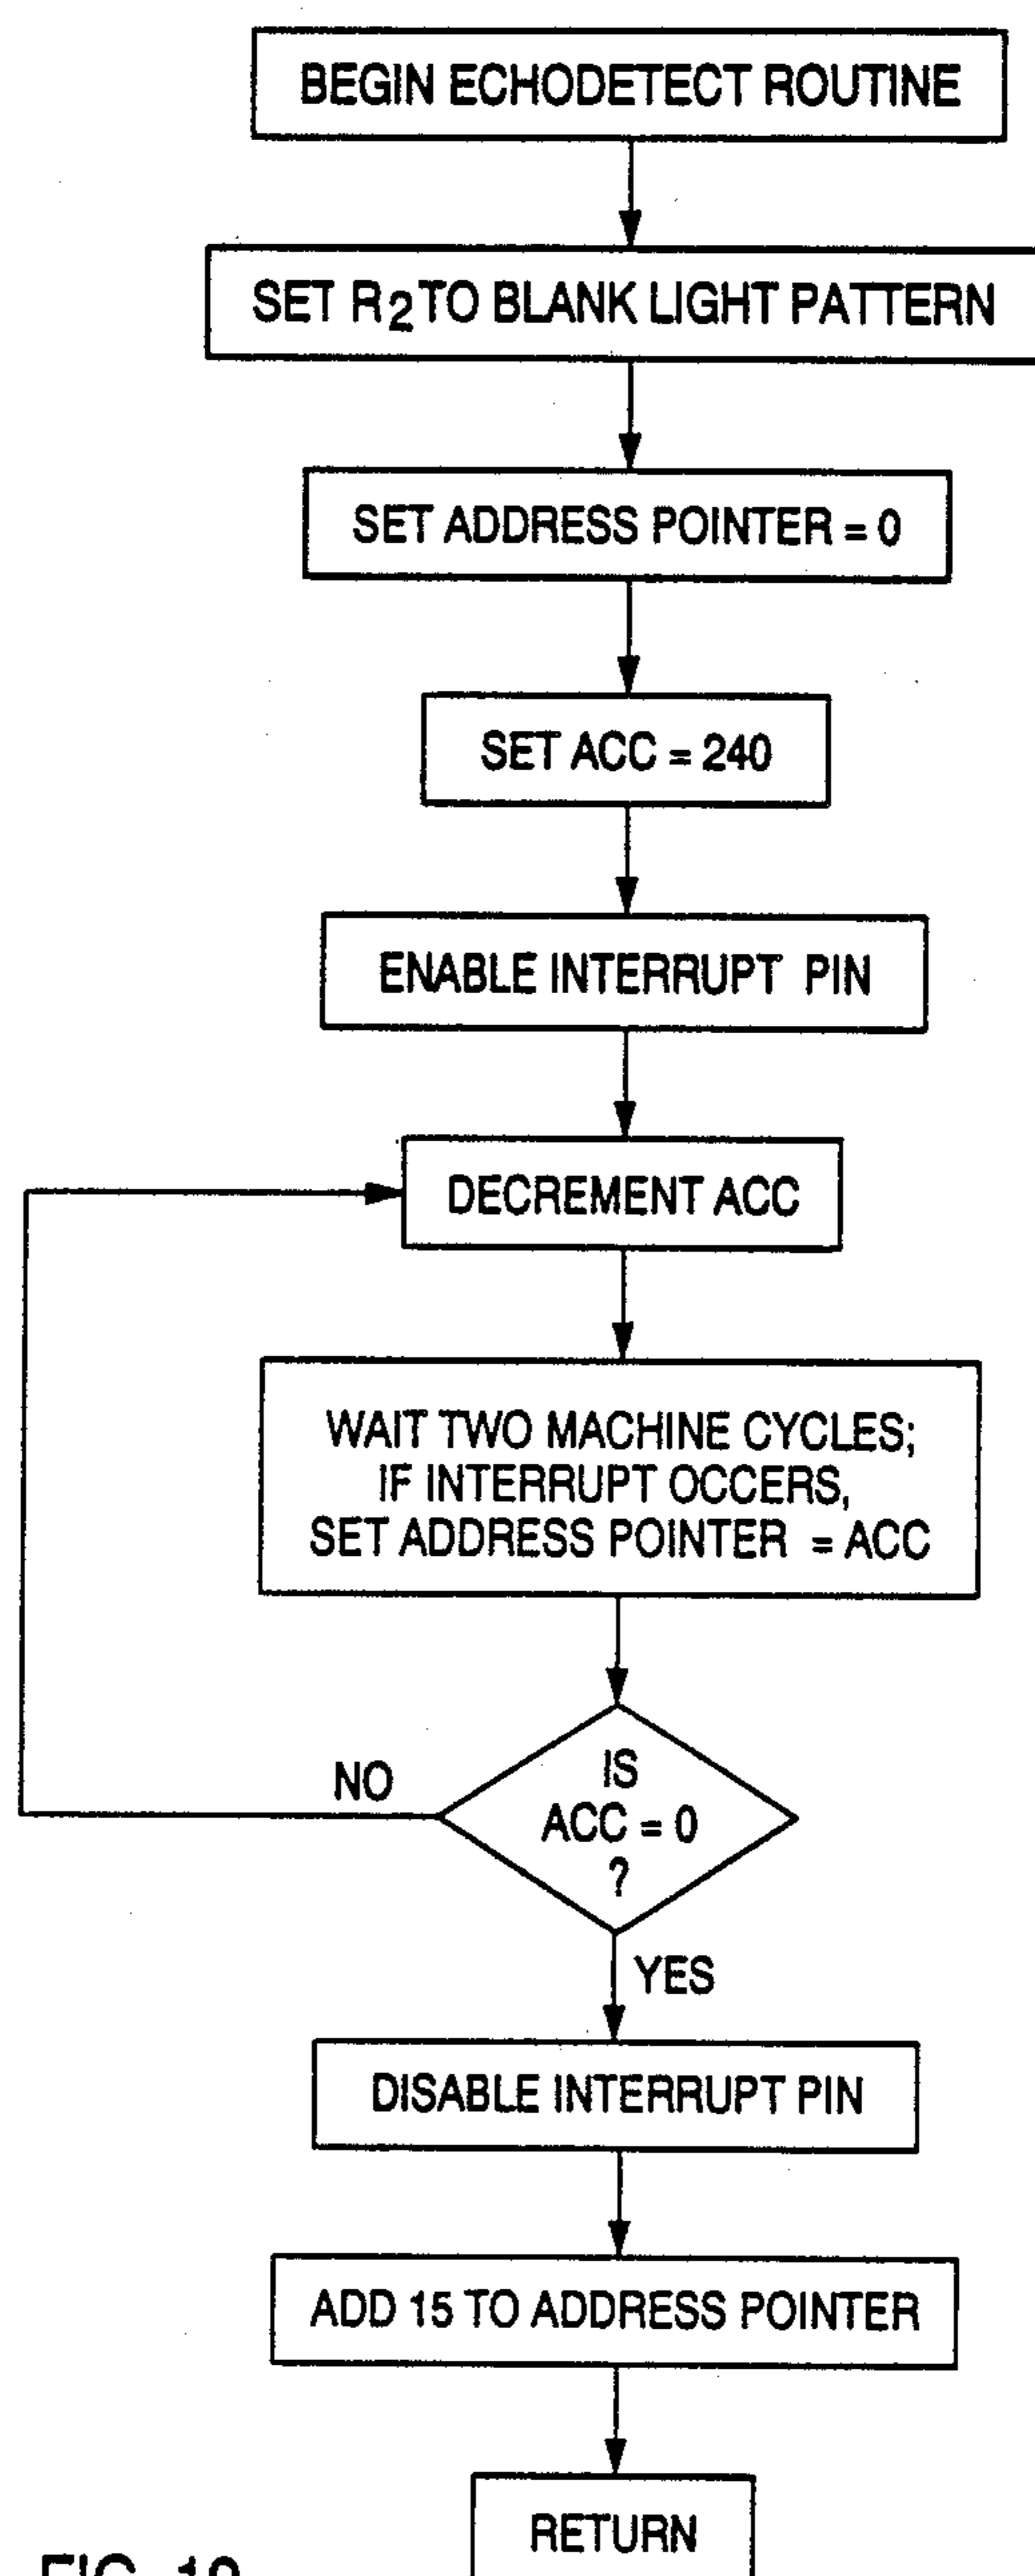 BEGIN ECHODETECT ROUTINE
SET R2 TO BLANK LIGHT PATTERN
SET ADDRESS POINTER = 0
SET ACC = 240
ENABLE INTERRUPT PIN
DECREMENT ACC
WAIT TWO MACHINE CYCLES;
IF INTERRUPT OCCERS,
SET ADDRESS POINTER = ACC
IS
ACC = 0
?
NO
YES
DISABLE INTERRUPT PIN
ADD 15 TO ADDRESS POINTER
RETURN
FIG.